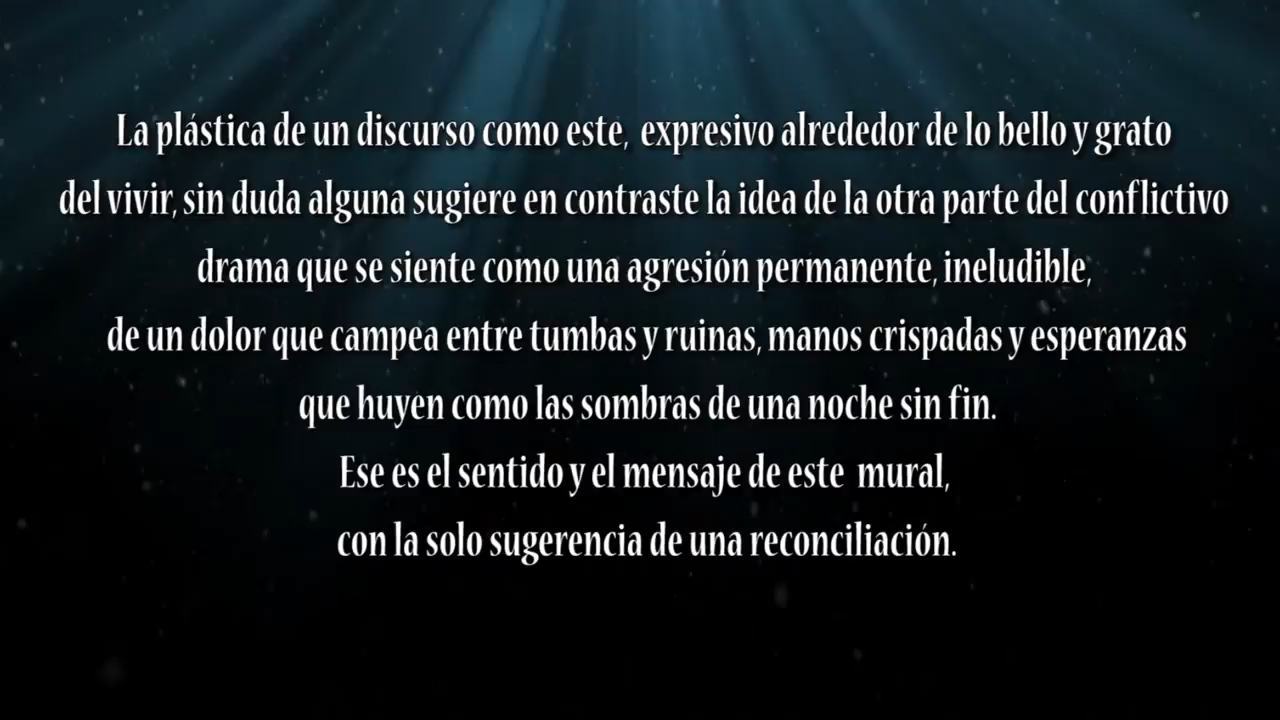 La plástica de un discurso como este, expresivo alrededor de lo bello y grato
del vivir, sin duda alguna sugiere en contraste la idea de la otra parte del conflictivo
drama que se siente como una agresión permanente, ineludible,
de un dolor que campea entre tumbas y ruinas, manos crispadas y esperanzas
que huyen como las sombras de una noche sin fin.
Ese es el sentido y el mensaje de este mural,
con la solo sugerencia de una reconciliación.